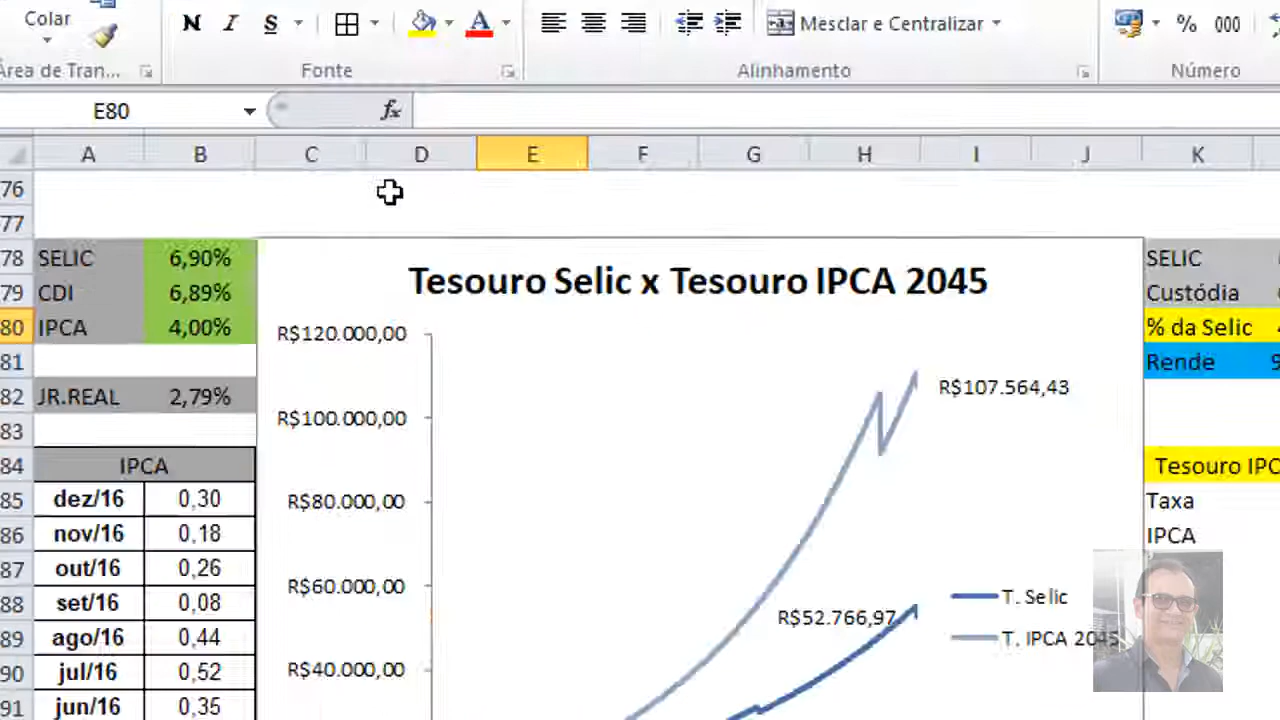 Colar
N I S A Mesclar e Centralizar % 000
Área de Tran... Fonte Alinhamento Número
E80 fx
A B C D E F G H I J K
76
77
78 SELIC 6,90% SELIC
79 CDI 6,89% Custódia
80 IPCA 4,00% % da Selic
81 Rende
82 JR.REAL 2,79%
83
84 IPCA Tesouro IPC
85 dez/16 0,30 Taxa
86 nov/16 0,18 IPCA
87 out/16 0,26
88 set/16 0,08
89 ago/16 0,44
90 jul/16 0,52
91 jun/16 0,35
Tesouro Selic x Tesouro IPCA 2045
R$120.000,00
R$107.564,43
R$100.000,00
R$80.000,00
R$60.000,00
T. Selic
R$52.766,97
T. IPCA 2045
R$40.000,00